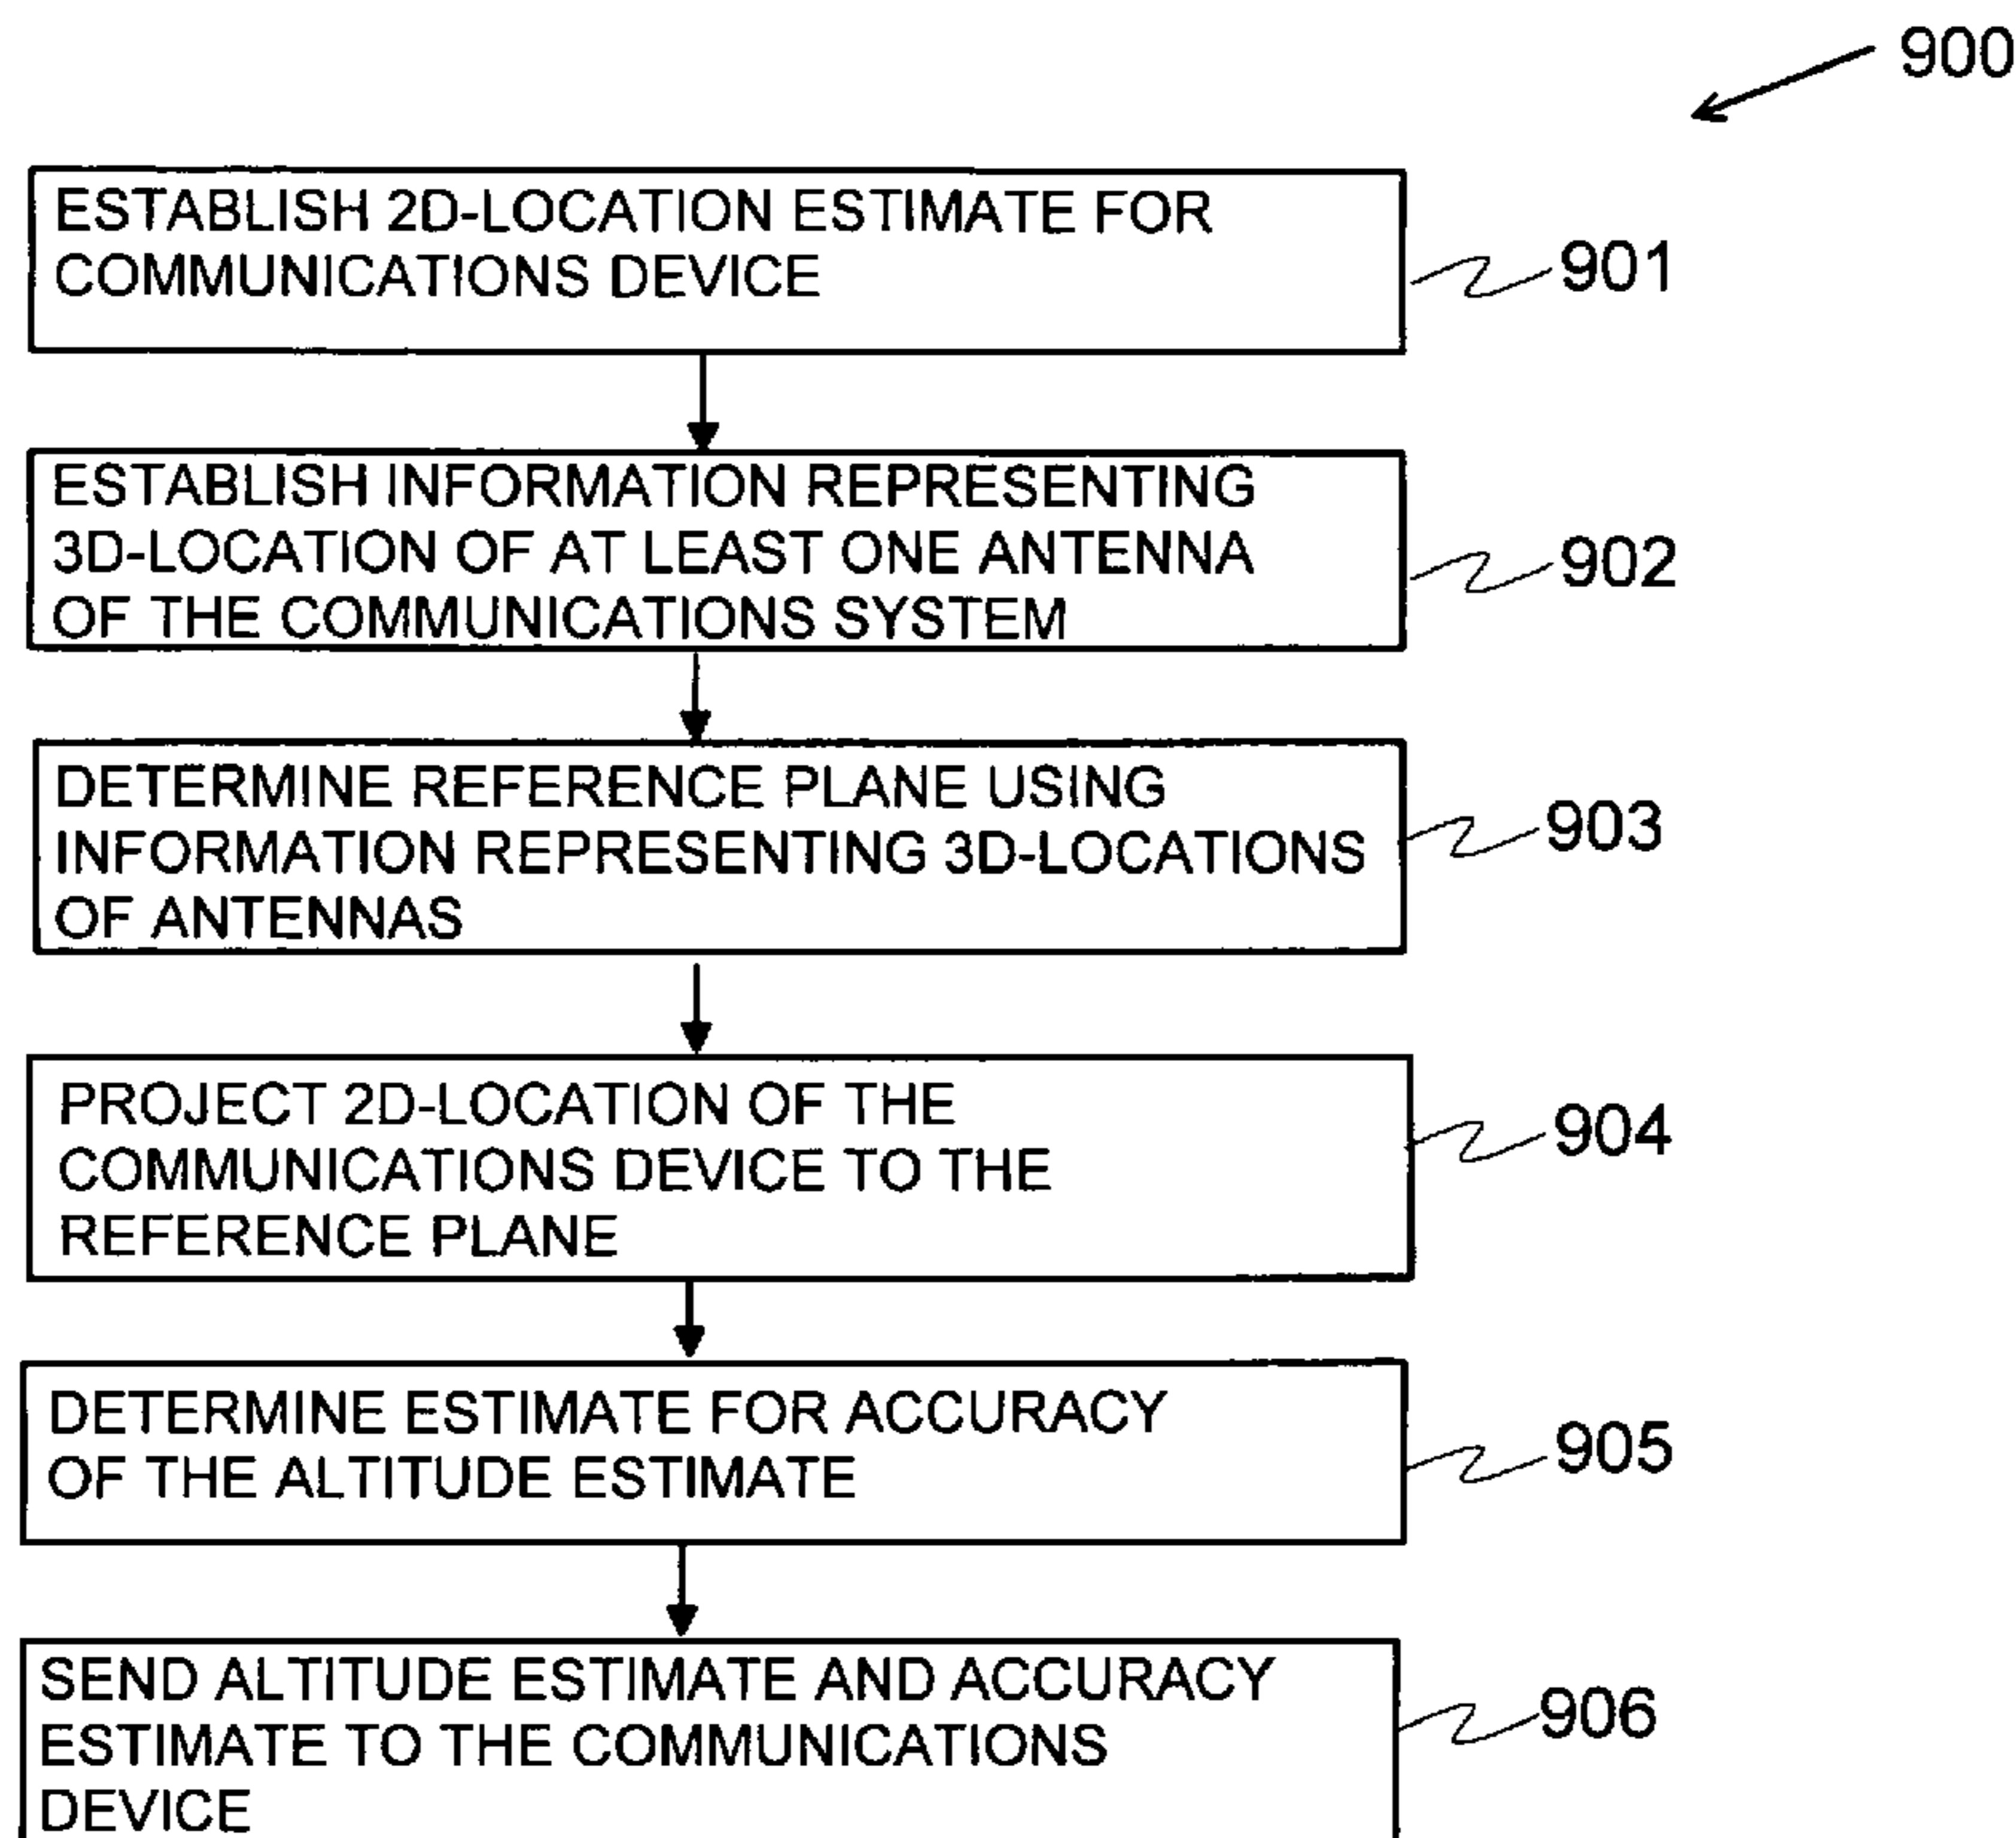 900
ESTABLISH 2D-LOCATION ESTIMATE FOR
COMMUNICATIONS DEVICE
901
ESTABLISH INFORMATION REPRESENTING
3D-LOCATION OF AT LEAST ONE ANTENNA
OF THE COMMUNICATIONS SYSTEM
902
DETERMINE REFERENCE PLANE USING
INFORMATION REPRESENTING 3D-LOCATIONS
OF ANTENNAS
903
PROJECT 2D-LOCATION OF THE
COMMUNICATIONS DEVICE TO THE
REFERENCE PLANE
904
DETERMINE ESTIMATE FOR ACCURACY
OF THE ALTITUDE ESTIMATE
905
SEND ALTITUDE ESTIMATE AND ACCURACY
ESTIMATE TO THE COMMUNICATIONS
DEVICE
906